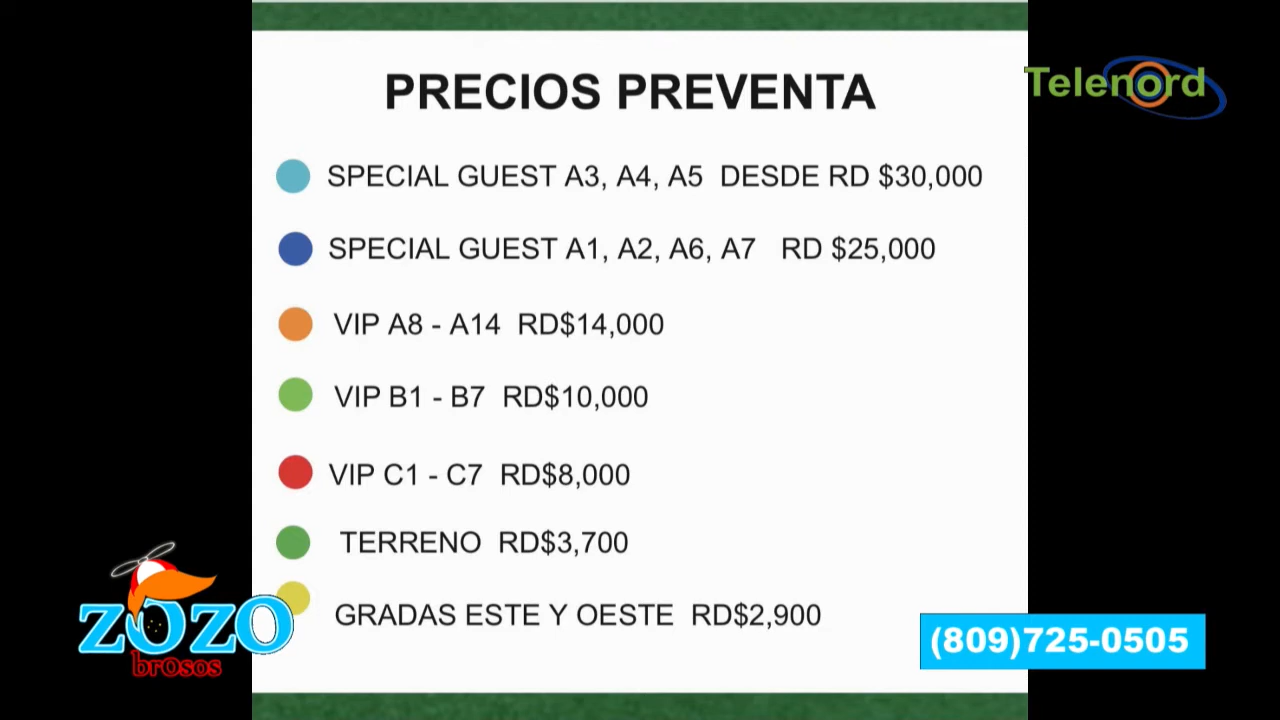 PRECIOS PREVENTA
Telenord
SPECIAL GUEST A3, A4, A5 DESDE RD $30,000
SPECIAL GUEST A1, A2, A6, A7 RD $25,000
VIP A8 - A14 RD$14,000
VIP B1 - B7 RD$10,000
VIP C1 - C7 RD$8,000
TERRENO RD$3,700
GRADAS ESTE Y OESTE RD$2,900
ZOZO
brOsos
(809)725-0505